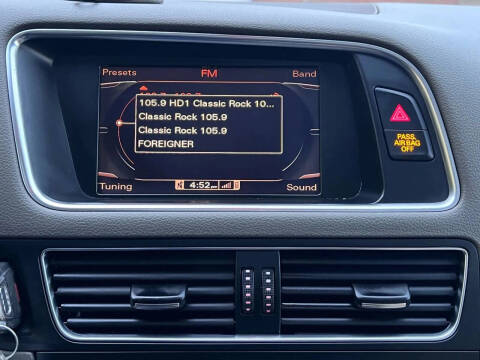 Presets FM Band
105.9 HD1 Classic Rock 10...
Classic Rock 105.9
Classic Rock 105.9
FOREIGNER
Tuning 4:52 pm Sound
PASS.
AIR BAG
OFF